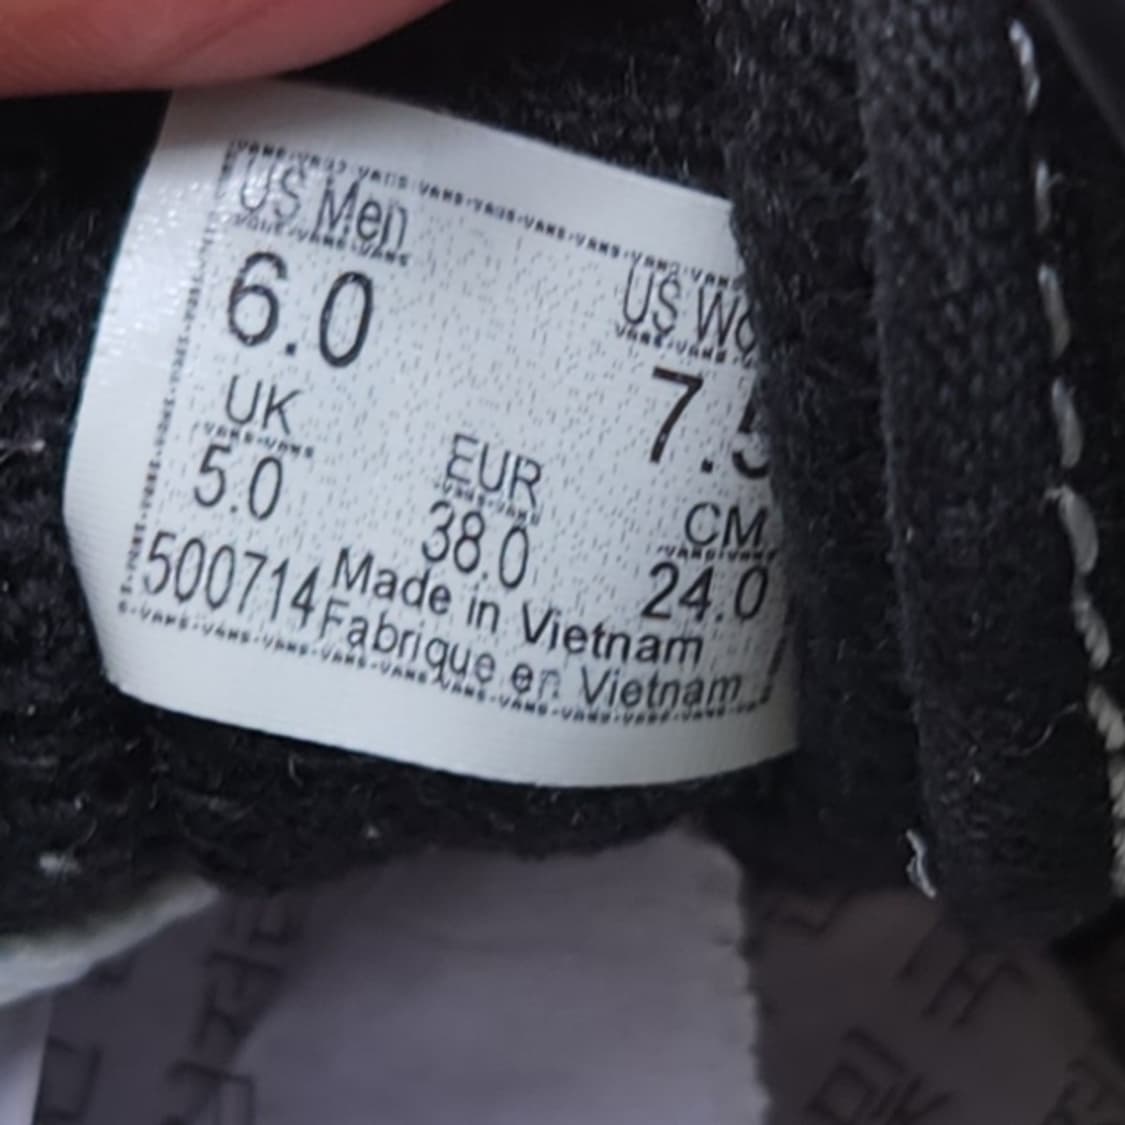 US Men
6.0
US Wo
7.5
UK
5.0
EUR
38.0
CM
24.0
500714
Made in Vietnam
Fabrique en Vietnam